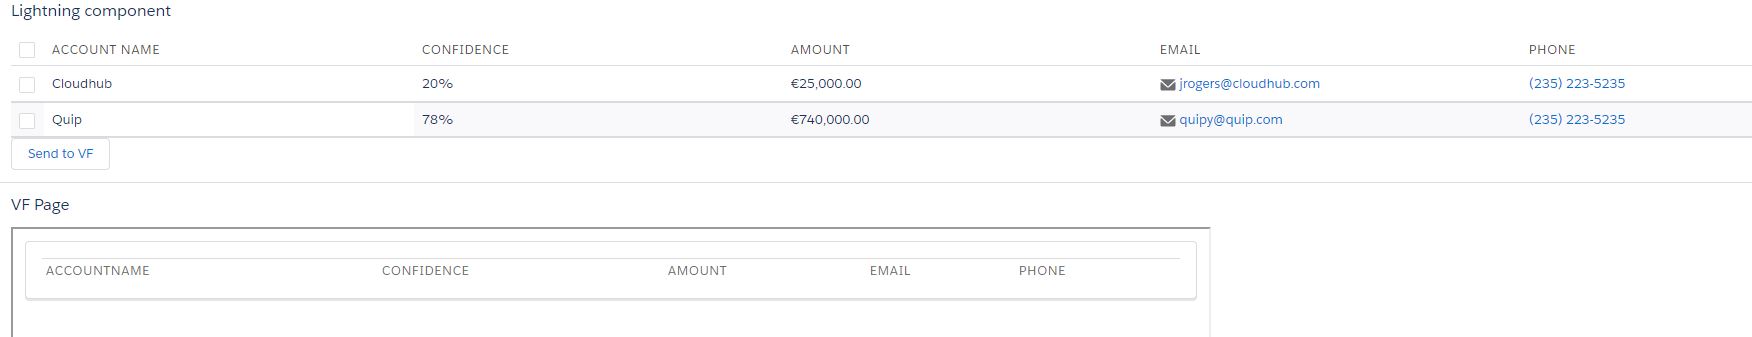 Lightning component
ACCOUNT NAME CONFIDENCE AMOUNT EMAIL PHONE
Cloudhub 20% €25,000.00 jrogers@cloudhub.com (235) 223-5235
Quip 78% €740,000.00 quipy@quip.com (235) 223-5235
Send to VF
VF Page
ACCOUNTNAME CONFIDENCE AMOUNT EMAIL PHONE